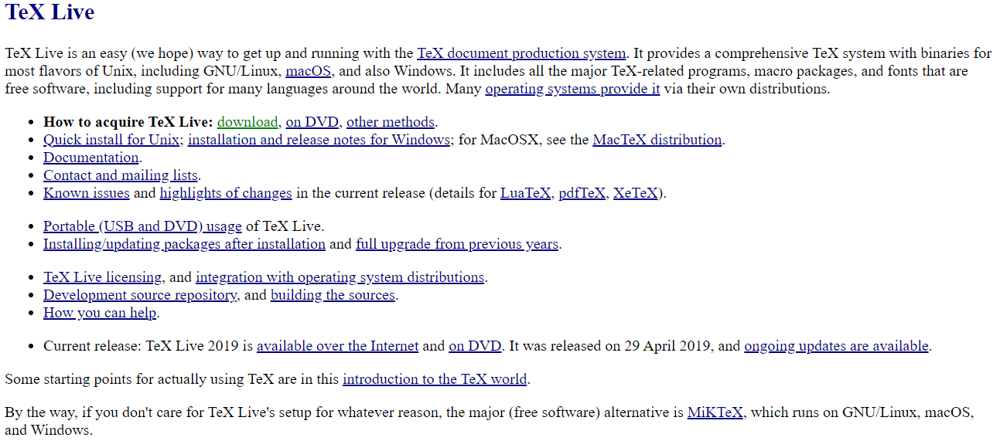 TeX Live
TeX Live is an easy (we hope) way to get up and running with the TeX document production system. It provides a comprehensive TeX system with binaries for
most flavors of Unix, including GNU/Linux, macOS, and also Windows. It includes all the major TeX-related programs, macro packages, and fonts that are
free software, including support for many languages around the world. Many operating systems provide it via their own distributions.
• How to acquire TeX Live: download, on DVD, other methods.
• Quick install for Unix; installation and release notes for Windows; for MacOSX, see the MacTeX distribution.
• Documentation.
• Contact and mailing lists.
• Known issues and highlights of changes in the current release (details for LuaTeX, pdfTeX, XeTeX).
• Portable (USB and DVD) usage of TeX Live.
• Installing/updating packages after installation and full upgrade from previous years.
• TeX Live licensing, and integration with operating system distributions.
• Development source repository, and building the sources.
• How you can help.
• Current release: TeX Live 2019 is available over the Internet and on DVD. It was released on 29 April 2019, and ongoing updates are available.
Some starting points for actually using TeX are in this introduction to the TeX world.
By the way, if you don't care for TeX Live's setup for whatever reason, the major (free software) alternative is MiKTeX, which runs on GNU/Linux, macOS,
and Windows.